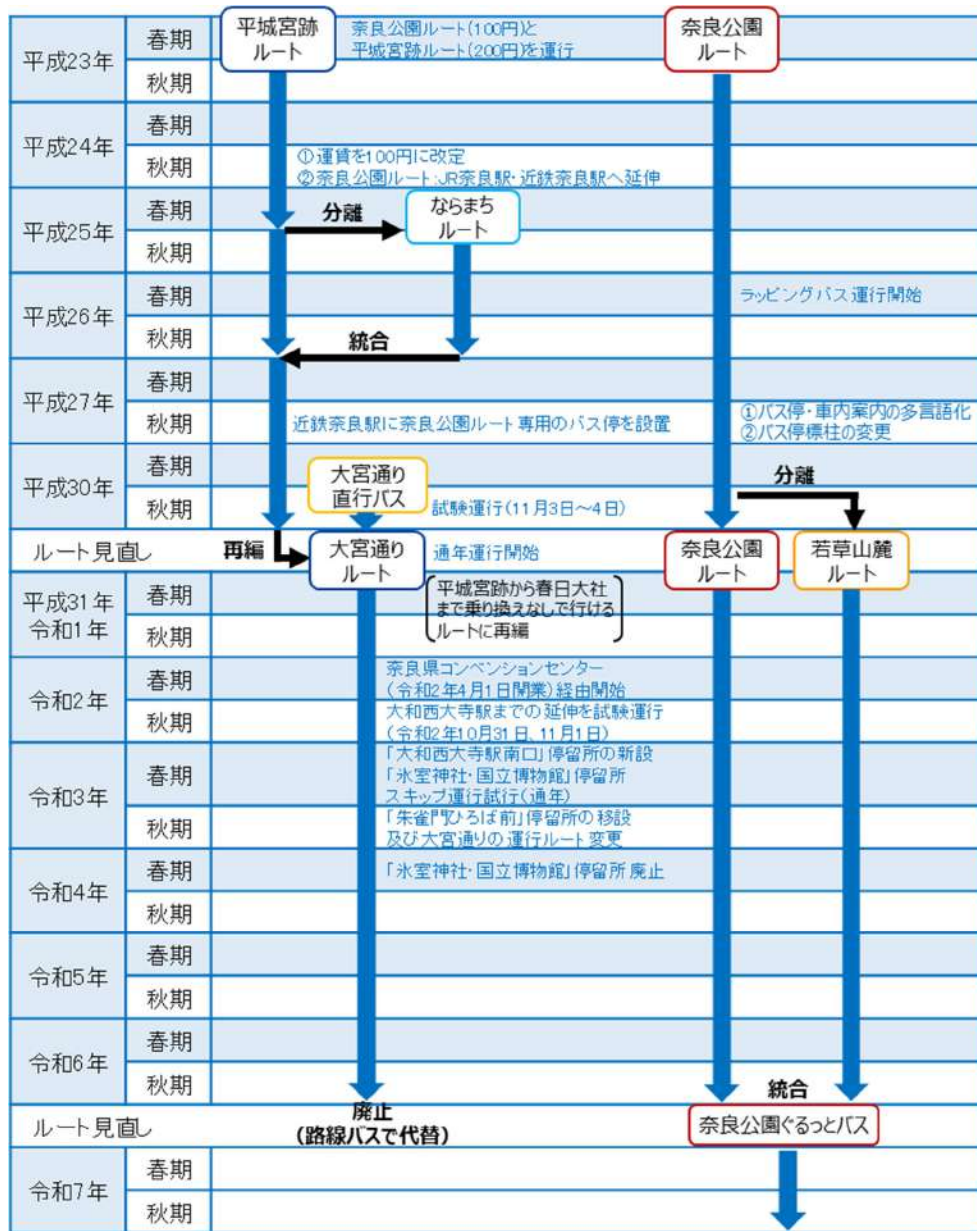 平成23年
春期
平城宮跡
ルート
奈良公園ルート(100円)と
平城宮跡ルート(200円)を運行
奈良公園
ルート
秋期
平成24年
春期
秋期
①運賃を100円に改定
②奈良公園ルート:JR奈良駅・近鉄奈良駅へ延伸
平成25年
春期
分離
ならまち
ルート
秋期
平成26年
春期
ラッピングバス運行開始
秋期
統合
平成27年
春期
秋期
近鉄奈良駅に奈良公園ルート専用のバス停を設置
①バス停・車内案内の多言語化
②バス停標柱の変更
平成30年
春期
大宮通り
直行バス
分離
秋期
試験運行(11月3日~4日)
ルート見直し
再編
大宮通り
ルート
通年運行開始
奈良公園
ルート
若草山麓
ルート
平成31年
令和1年
春期
平城宮跡から春日大社
まで乗り換えなしで行ける
ルートに再編
秋期
令和2年
春期
奈良県コンベンションセンター
(令和2年4月1日開業)経由開始
秋期
大和西大寺駅までの延伸を試験運行
(令和2年10月31日、11月1日)
令和3年
春期
「大和西大寺駅南口」停留所の新設
「氷室神社・国立博物館」停留所
スキップ運行試行(通年)
秋期
「朱雀門ひろば前」停留所の移設
及び大宮通りの運行ルート変更
令和4年
春期
「氷室神社・国立博物館」停留所廃止
秋期
令和5年
春期
秋期
令和6年
春期
秋期
統合
ルート見直し
廃止
(路線バスで代替)
奈良公園ぐるっとバス
令和7年
春期
秋期